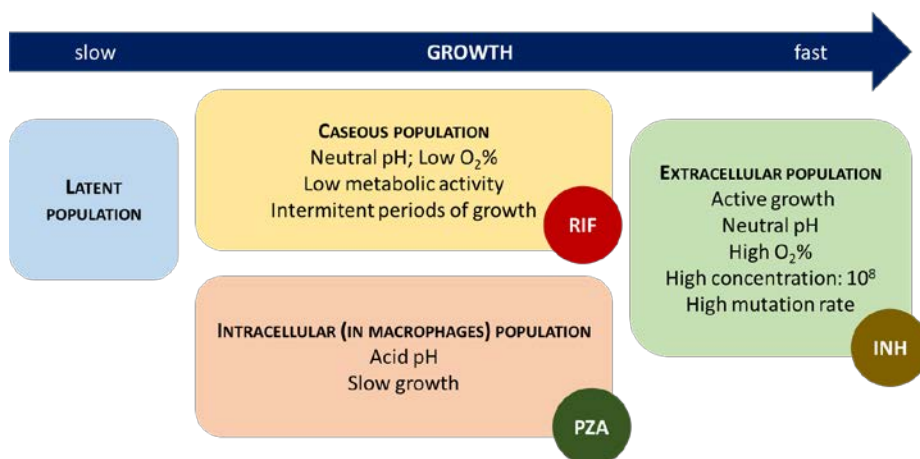 slow GROWTH fast
LATENT
POPULATION
CASEOUS POPULATION
Neutral pH; Low O₂%
Low metabolic activity
Intermitent periods of growth
RIF
INTRACELLULAR (IN MACROPHAGES) POPULATION
Acid pH
Slow growth
PZA
EXTRACELLULAR POPULATION
Active growth
Neutral pH
High O₂%
High concentration: 10⁸
High mutation rate
INH